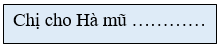 Chị cho Hà mũ …………